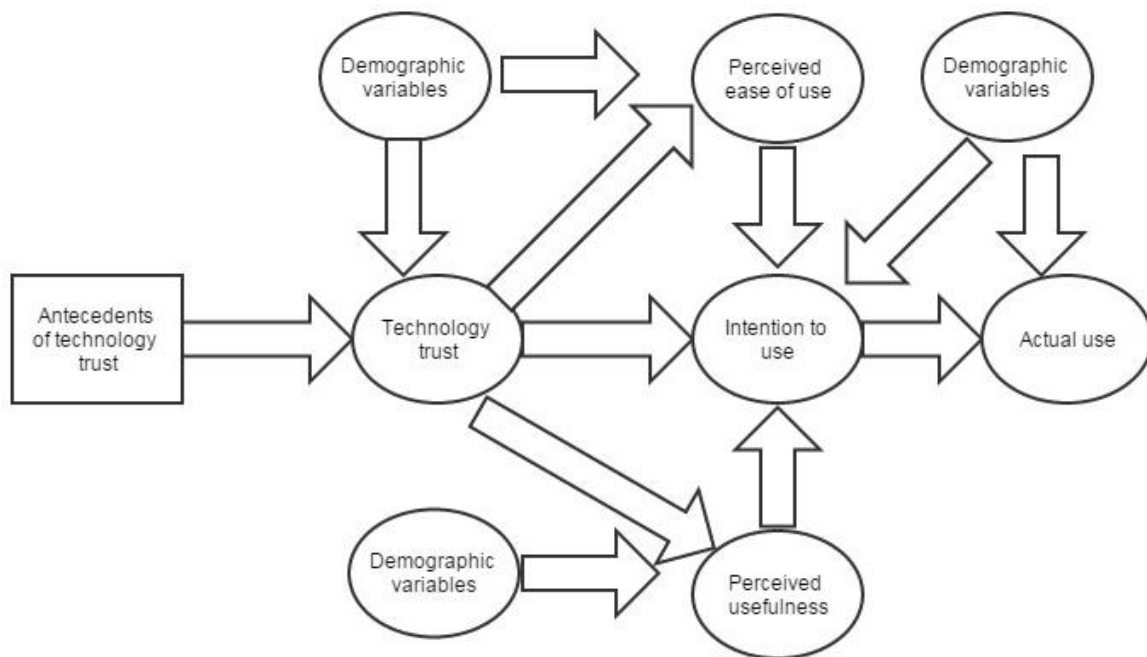 Demographic
variables
Perceived
ease of use
Demographic
variables
Antecedents
of technology
trust
Technology
trust
Intention to
use
Actual use
Demographic
variables
Perceived
usefulness